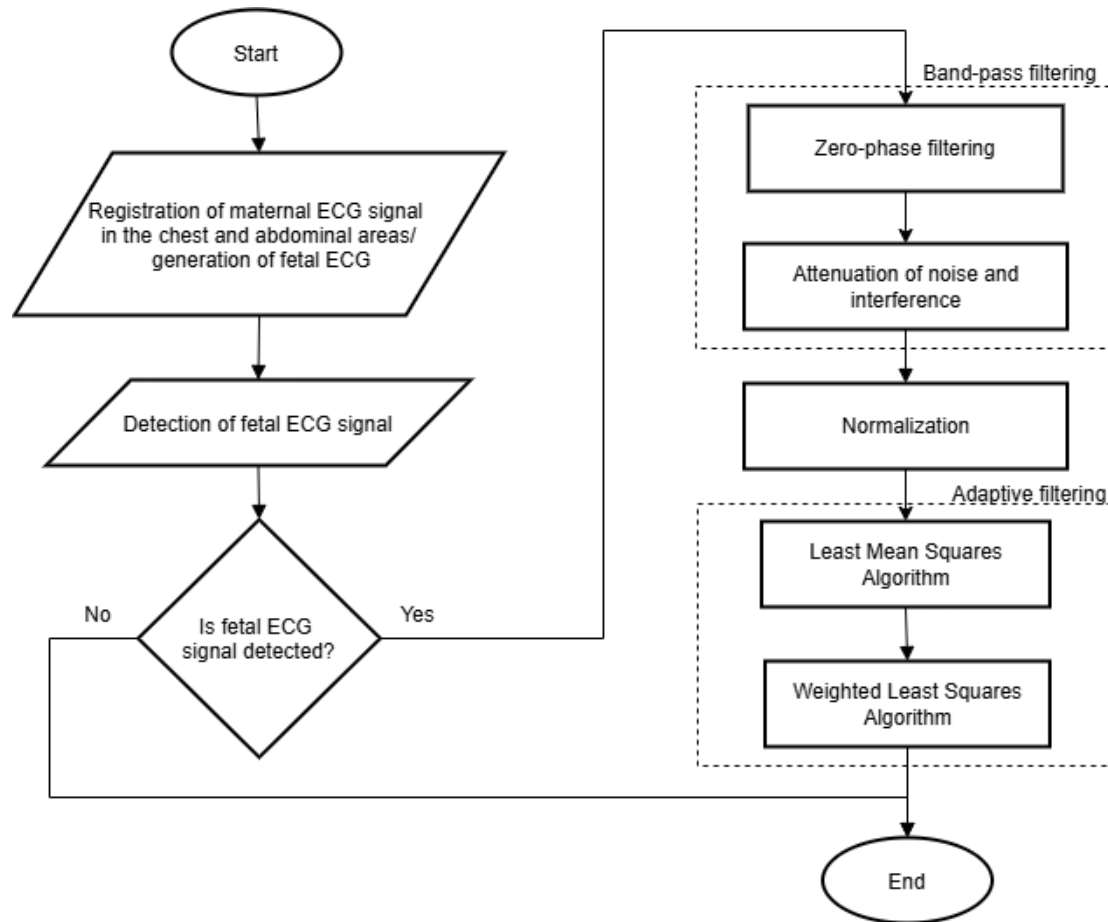 Start
Registration of maternal ECG signal
in the chest and abdominal areas/
generation of fetal ECG
Detection of fetal ECG signal
No
Is fetal ECG
signal detected?
Yes
Band-pass filtering
Zero-phase filtering
Attenuation of noise and
interference
Normalization
Adaptive filtering
Least Mean Squares
Algorithm
Weighted Least Squares
Algorithm
End